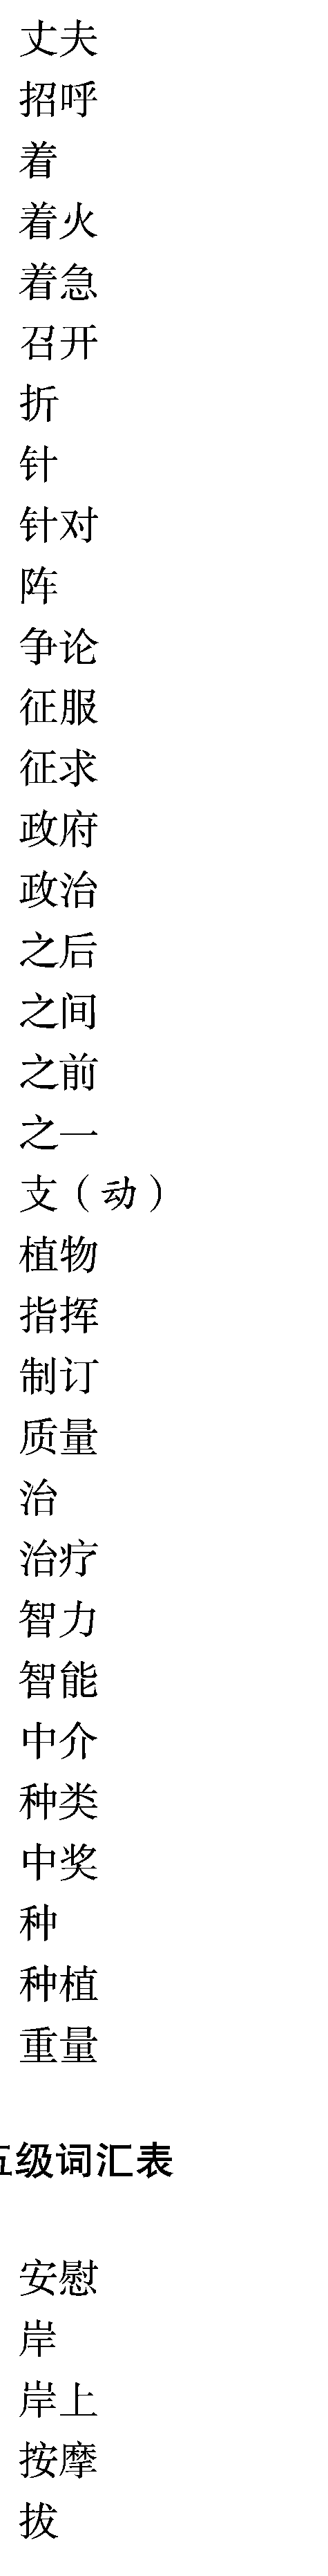 丈夫
招呼
着
着火
着急
召开
折
针
针对
阵
争论
征服
征求
政府
政治
之后
之间
之前
之一
支（动）
植物
指挥
制订
质量
治
治疗
智力
智能
中介
种类
中奖
种
种植
重量
五级词汇表
安慰
岸
岸上
按摩
拔